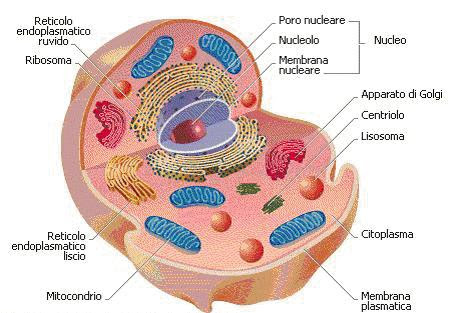 Reticolo
endoplasmatico
ruvido
Ribosoma
Poro nucleare
Nucleolo
Nucleo
Membrana
nucleare
Apparato di Golgi
Centriolo
Lisosoma
Reticolo
endoplasmatico
liscio
Citoplasma
Mitocondrio
Membrana
plasmatica